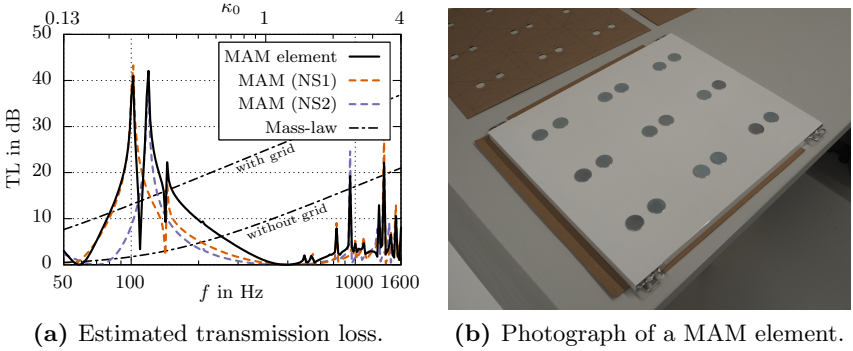 κ₀
0.13 1 4
50
40
30
20
10
0
TL in dB
MAM element
MAM (NS1)
MAM (NS2)
Mass-law
with grid
without grid
50 100 1000 1600
f in Hz
(a) Estimated transmission loss.
(b) Photograph of a MAM element.